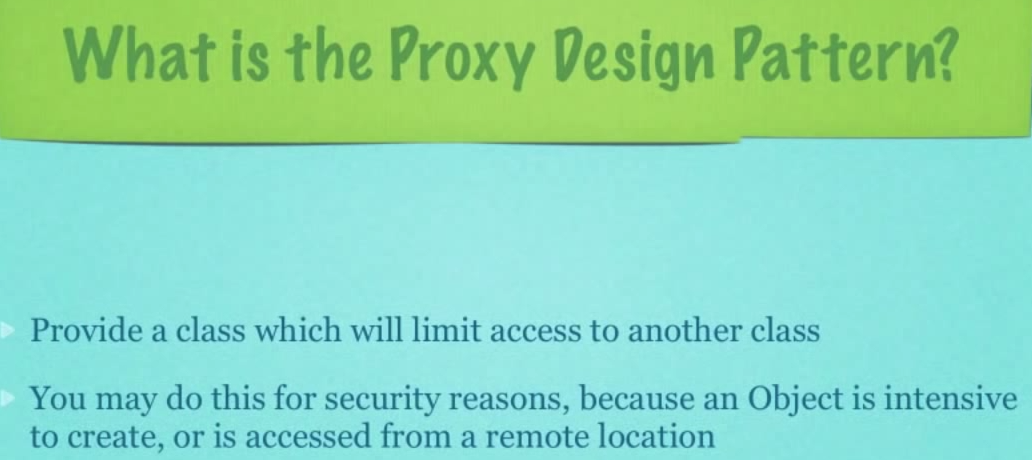 What is the Proxy Design Pattern?
Provide a class which will limit access to another class
You may do this for security reasons, because an Object is intensive
to create, or is accessed from a remote location